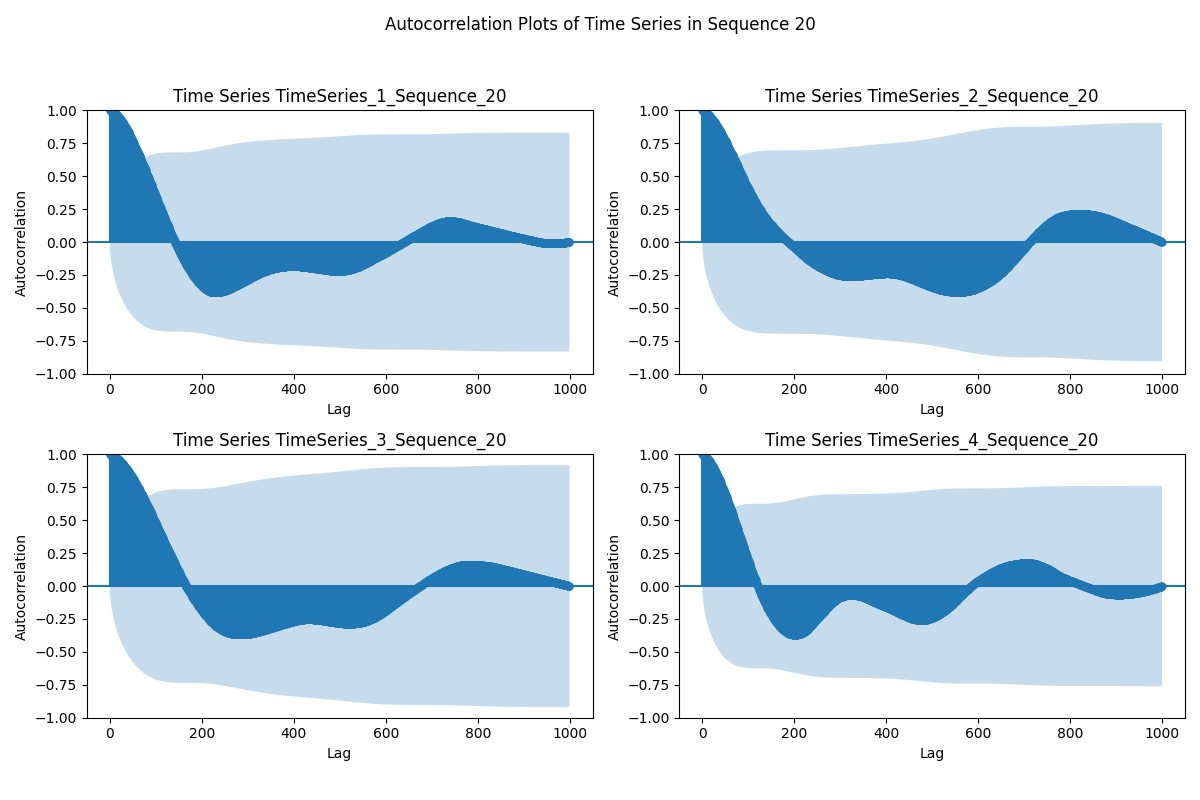 Autocorrelation Plots of Time Series in Sequence 20
Time Series TimeSeries_1_Sequence_20
1.00
0.75
0.50
0.25
0.00
−0.25
−0.50
−0.75
−1.00
Autocorrelation
0 200 400 600 800 1000
Lag
Time Series TimeSeries_2_Sequence_20
1.00
0.75
0.50
0.25
0.00
−0.25
−0.50
−0.75
−1.00
Autocorrelation
0 200 400 600 800 1000
Lag
Time Series TimeSeries_3_Sequence_20
1.00
0.75
0.50
0.25
0.00
−0.25
−0.50
−0.75
−1.00
Autocorrelation
0 200 400 600 800 1000
Lag
Time Series TimeSeries_4_Sequence_20
1.00
0.75
0.50
0.25
0.00
−0.25
−0.50
−0.75
−1.00
Autocorrelation
0 200 400 600 800 1000
Lag